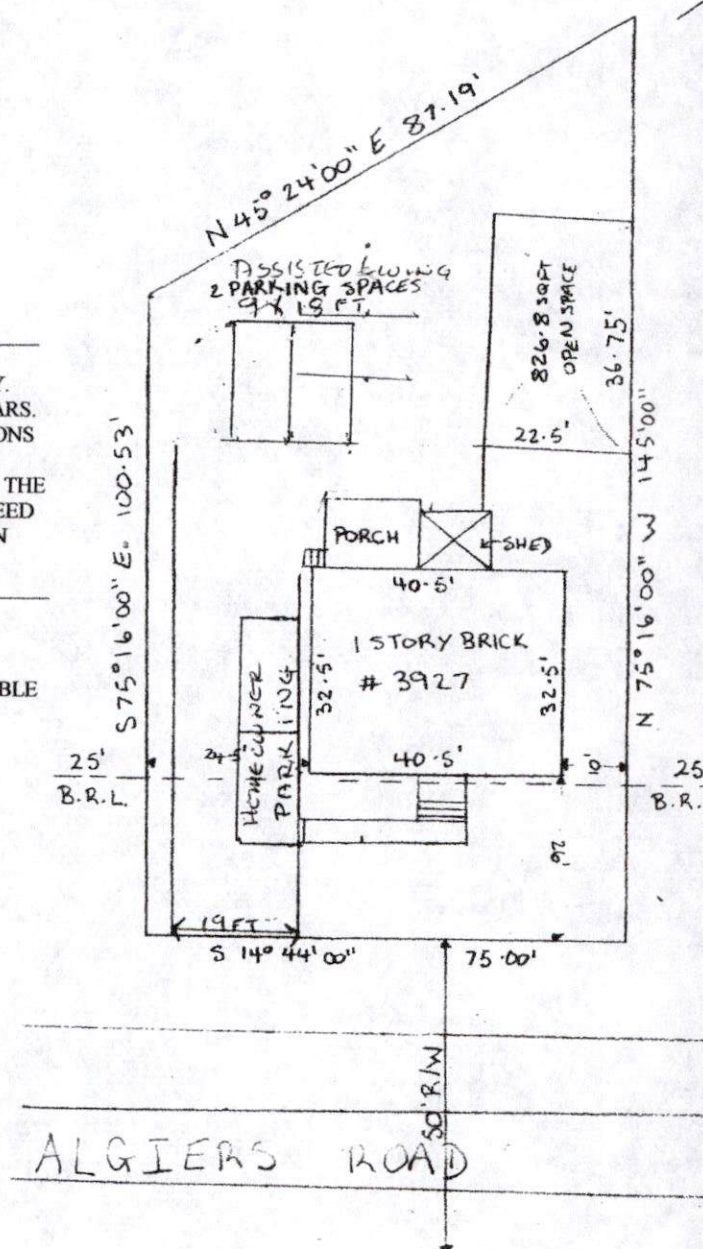 N 45° 24' 00" E 87.19'
ASSISTED LIVING
2 PARKING SPACES
9 X 18 FT.
826.8 SQFT
OPEN SPACE
36.75'
22.5'
Y.
ARS.
ONS
THE
EED
N
BLE
S 75° 16' 00" E. 100.53'
N 75° 16' 00" W 145'00"
PORCH
SHED
40.5'
1 STORY BRICK
# 3927
32.5'
32.5'
HOMEOWNER
PARKING
40.5'
25'
B.R.L.
10'
25
B.R.
26
19 FT
S 14° 44' 00"
75.00'
50' R/W
ALGIERS ROAD